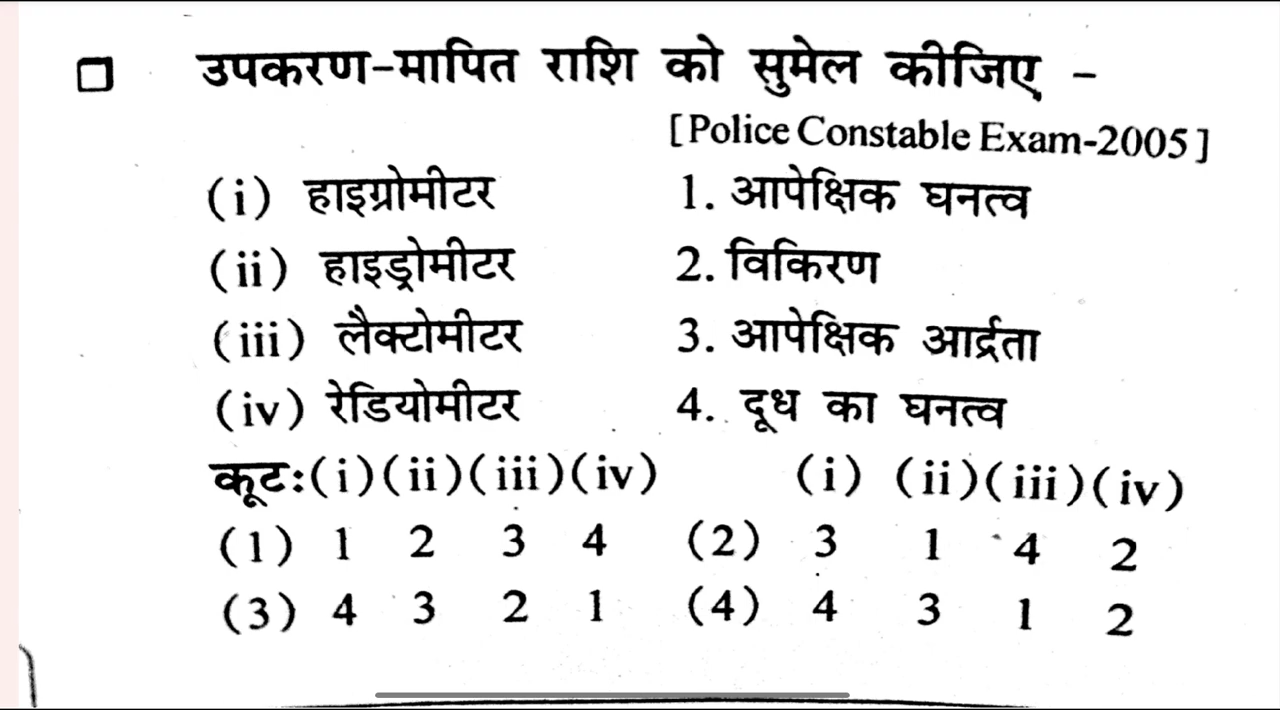 □ उपकरण-मापित राशि को सुमेल कीजिए -
[Police Constable Exam-2005]
(i) हाइग्रोमीटर 1. आपेक्षिक घनत्व
(ii) हाइड्रोमीटर 2. विकिरण
(iii) लैक्टोमीटर 3. आपेक्षिक आर्द्रता
(iv) रेडियोमीटर 4. दूध का घनत्व
कूटः(i)(ii)(iii)(iv) (i) (ii)(iii)(iv)
(1) 1 2 3 4 (2) 3 1 4 2
(3) 4 3 2 1 (4) 4 3 1 2